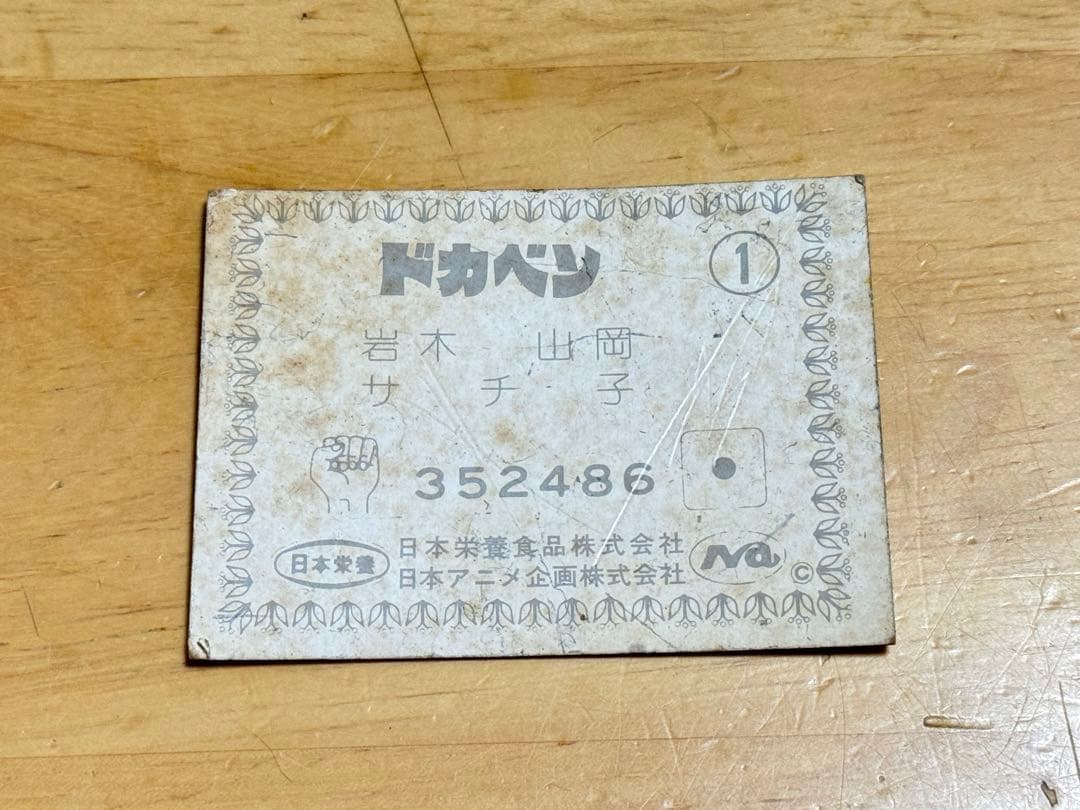 ドカベン
1
岩木 山岡
サチ子
352486
日本栄養
日本栄養食品株式会社
日本アニメ企画株式会社
Na
©